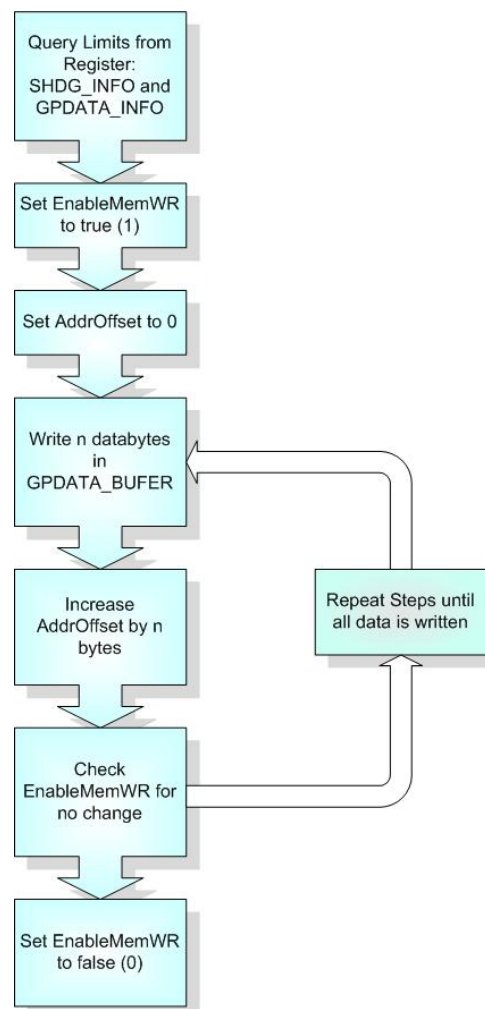 Query Limits from
Register:
SHDG_INFO and
GPDATA_INFO
Set EnableMemWR
to true (1)
Set AddrOffset to 0
Write n databytes
in
GPDATA_BUFER
Increase
AddrOffset by n
bytes
Repeat Steps until
all data is written
Check
EnableMemWR for
no change
Set EnableMemWR
to false (0)